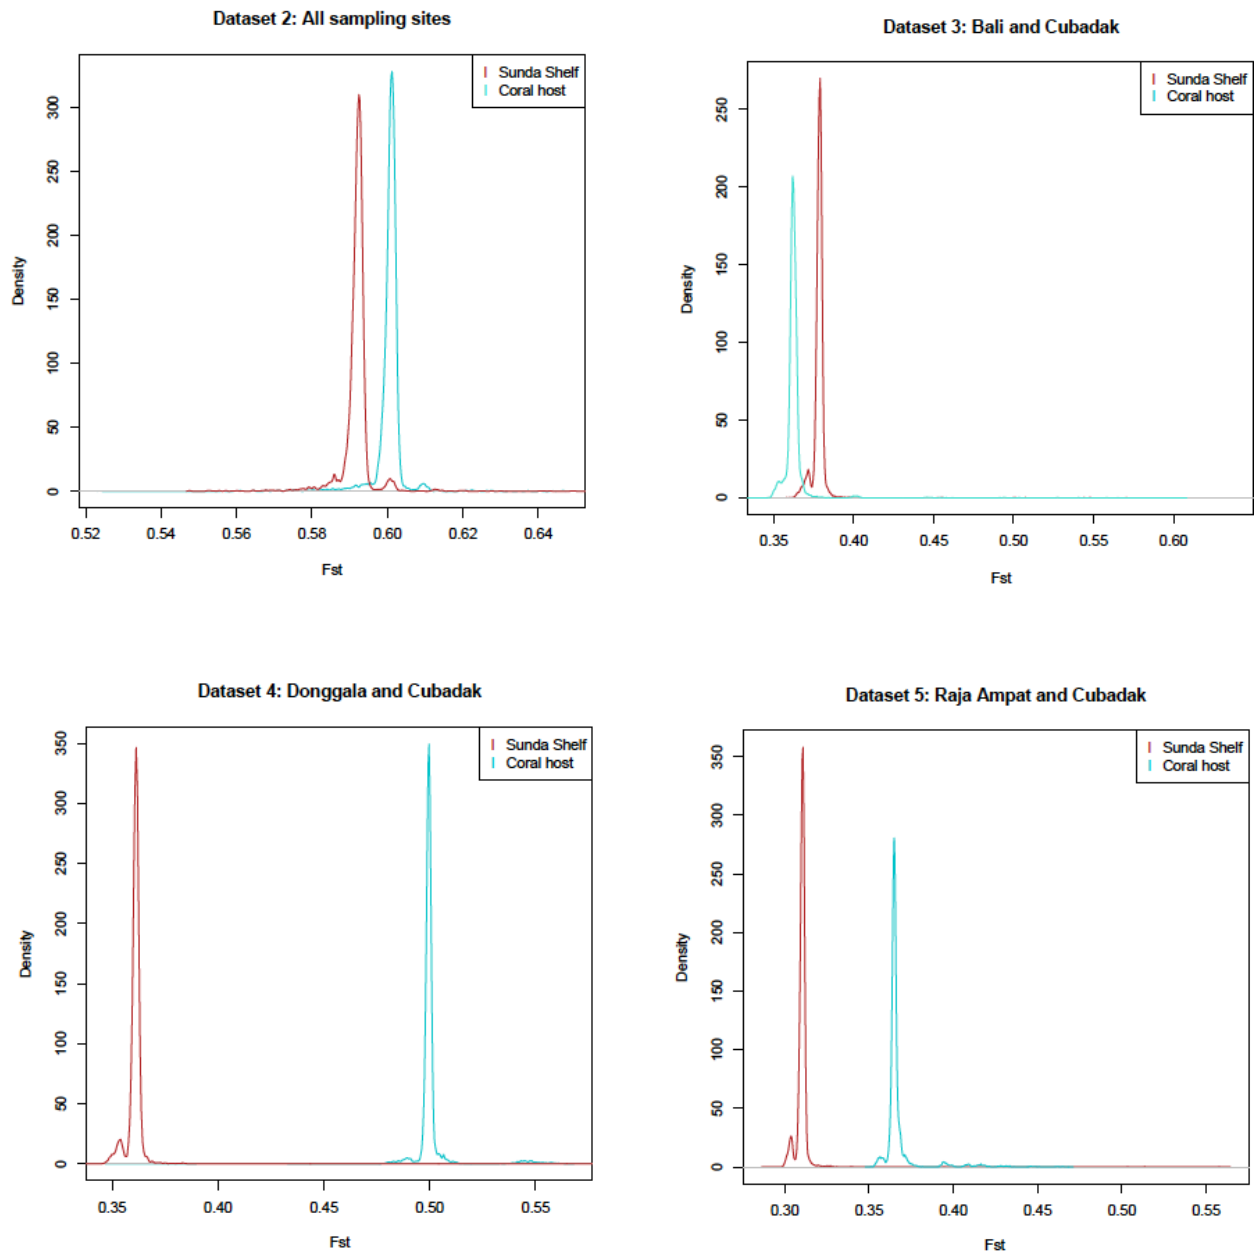 Dataset 2: All sampling sites
Sunda Shelf
Coral host
Density
0
50
100
150
200
250
300
0.52
0.54
0.56
0.58
0.60
0.62
0.64
Fst
Dataset 3: Bali and Cubadak
Sunda Shelf
Coral host
Density
0
50
100
150
200
250
0.35
0.40
0.45
0.50
0.55
0.60
Fst
Dataset 4: Donggala and Cubadak
Sunda Shelf
Coral host
Density
0
50
100
150
200
250
300
350
0.35
0.40
0.45
0.50
0.55
Fst
Dataset 5: Raja Ampat and Cubadak
Sunda Shelf
Coral host
Density
0
50
100
150
200
250
300
350
0.30
0.35
0.40
0.45
0.50
0.55
Fst